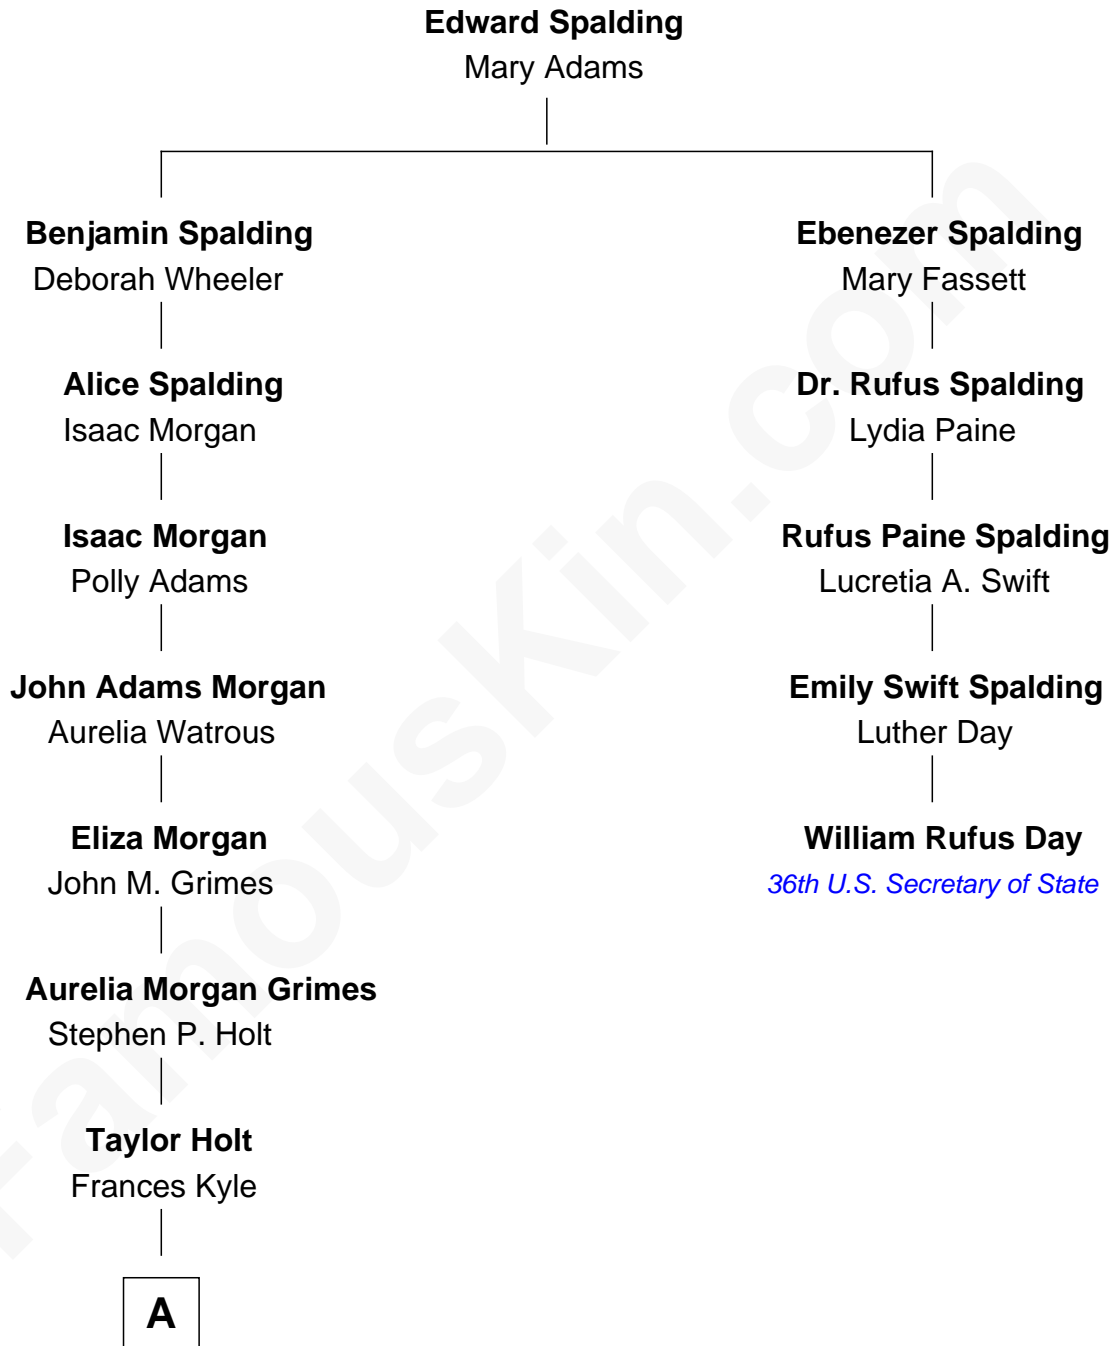 Edward Spalding
Mary Adams
Benjamin Spalding
Deborah Wheeler
Ebenezer Spalding
Mary Fassett
Alice Spalding
Isaac Morgan
Dr. Rufus Spalding
Lydia Paine
Isaac Morgan
Polly Adams
Rufus Paine Spalding
Lucretia A. Swift
John Adams Morgan
Aurelia Watrous
Emily Swift Spalding
Luther Day
Eliza Morgan
John M. Grimes
William Rufus Day
36th U.S. Secretary of State
Aurelia Morgan Grimes
Stephen P. Holt
Taylor Holt
Frances Kyle
A
FamousKin.com